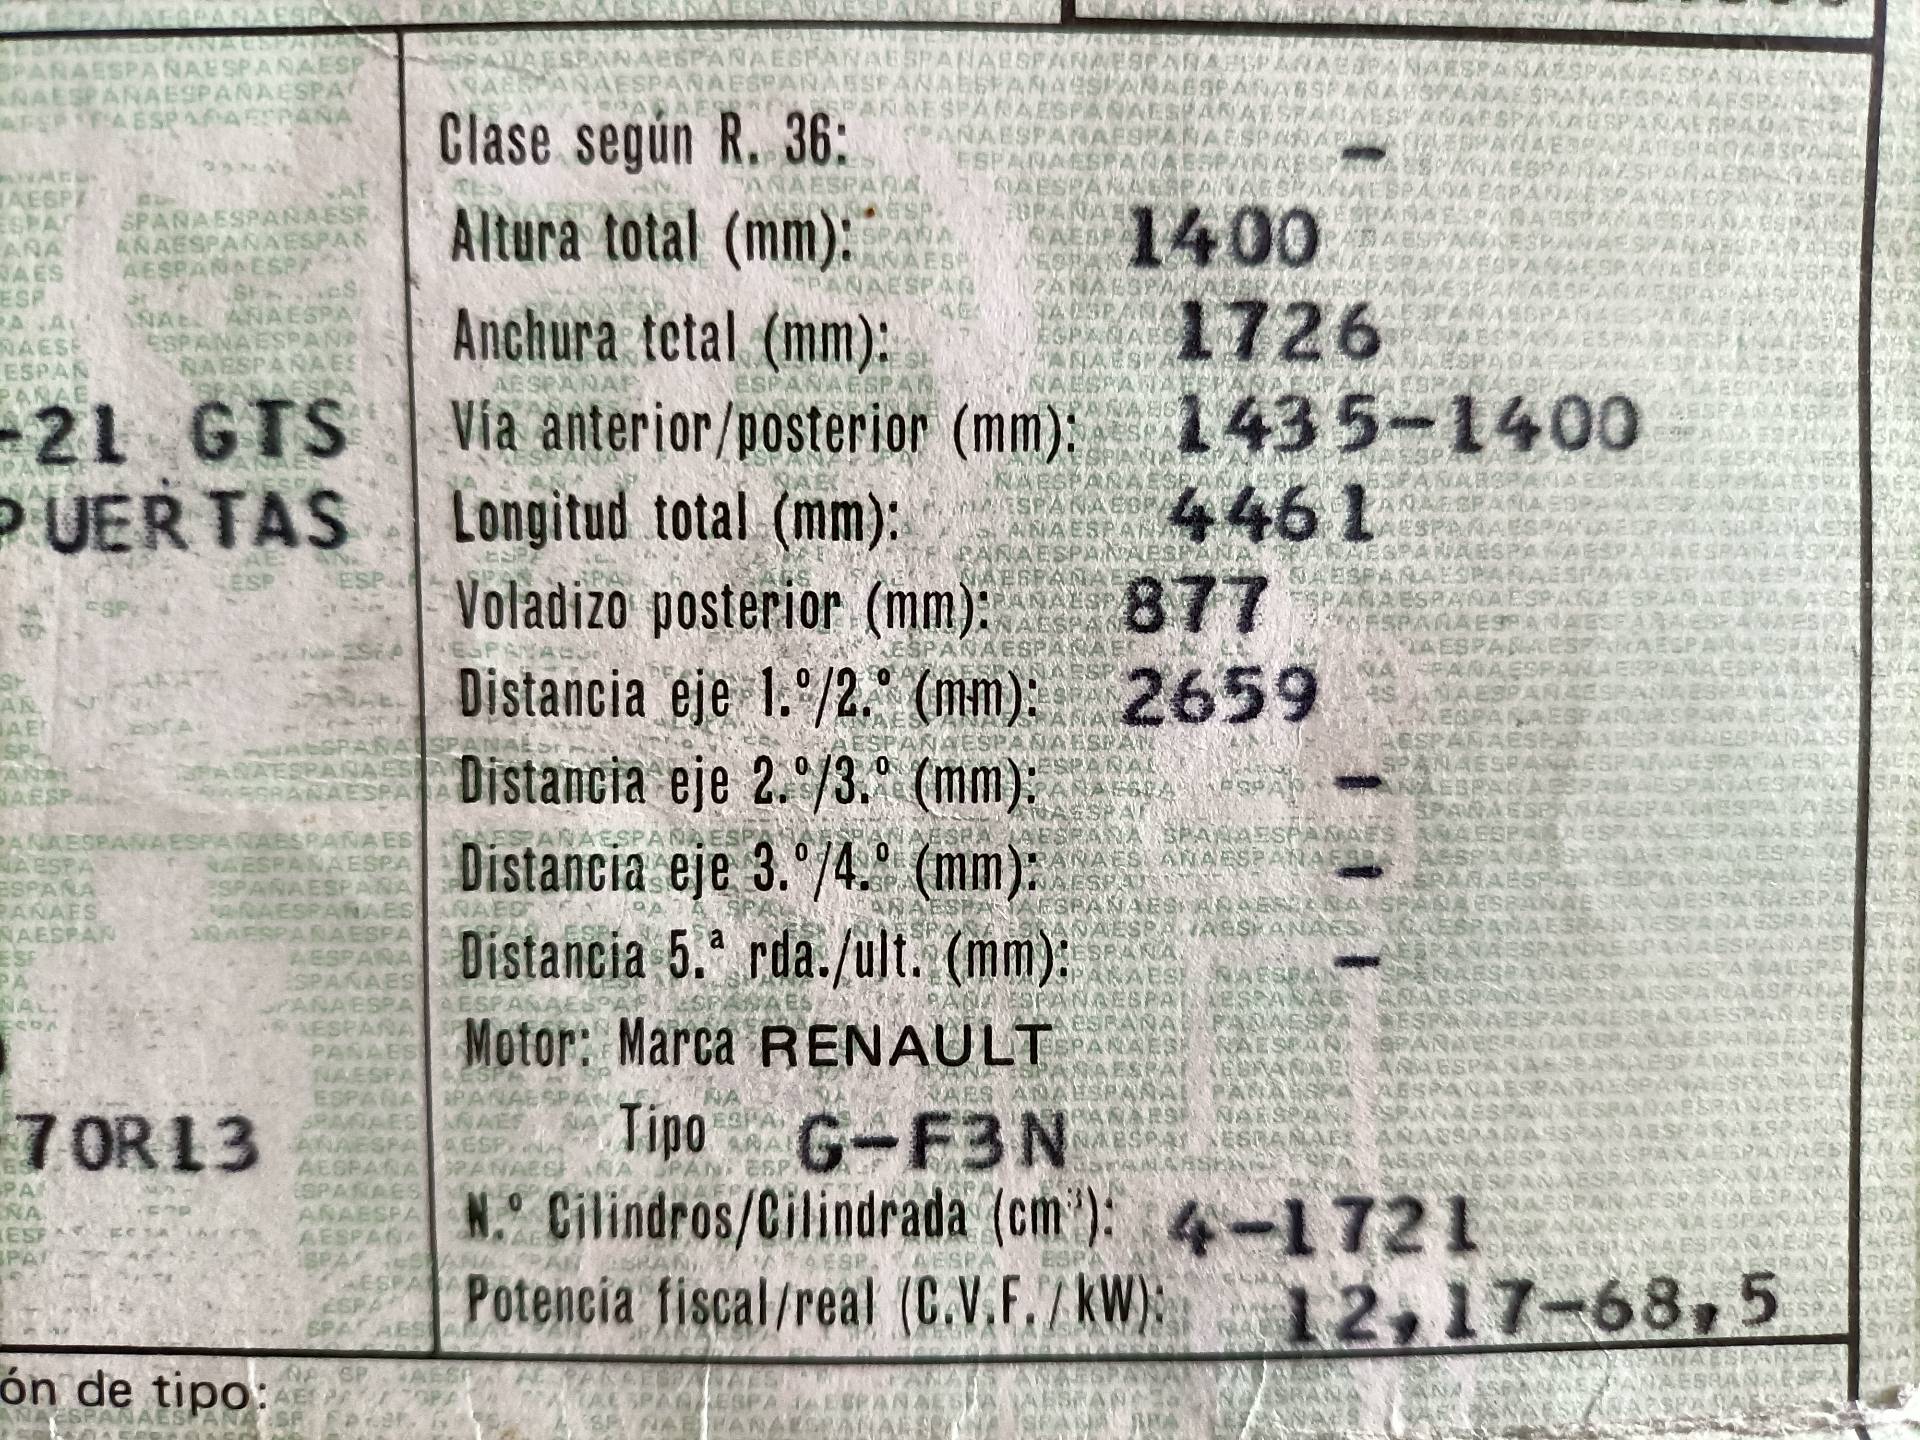 Clase según R. 36: -
Altura total (mm): 1400
Anchura total (mm): 1726
-21 GTS
Vía anterior/posterior (mm): 1435-1400
PUERTAS
Longitud total (mm): 4461
Voladizo posterior (mm): 877
Distancia eje 1.º/2.º (mm): 2659
Distancia eje 2.º/3.º (mm): -
Distancia eje 3.º/4.º (mm): -
Distancia 5.ª rda./ult. (mm): -
Motor: Marca RENAULT
70R13
Tipo G-F3N
N.º Cilindros/Cilindrada (cm³): 4-1721
Potencia fiscal/real (C.V.F./kW): 12,17-68,5
ón de tipo: